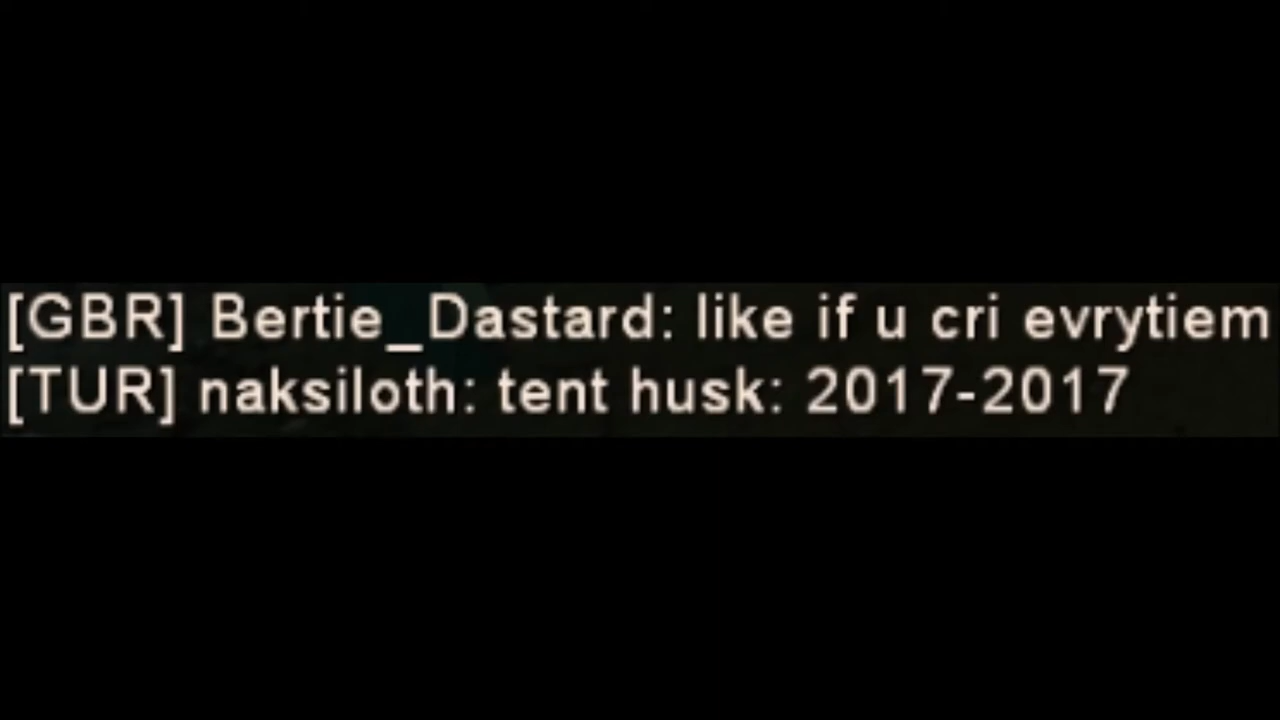 [GBR] Bertie_Dastard: like if u cri evrytiem
[TUR] naksiloth: tent husk: 2017-2017